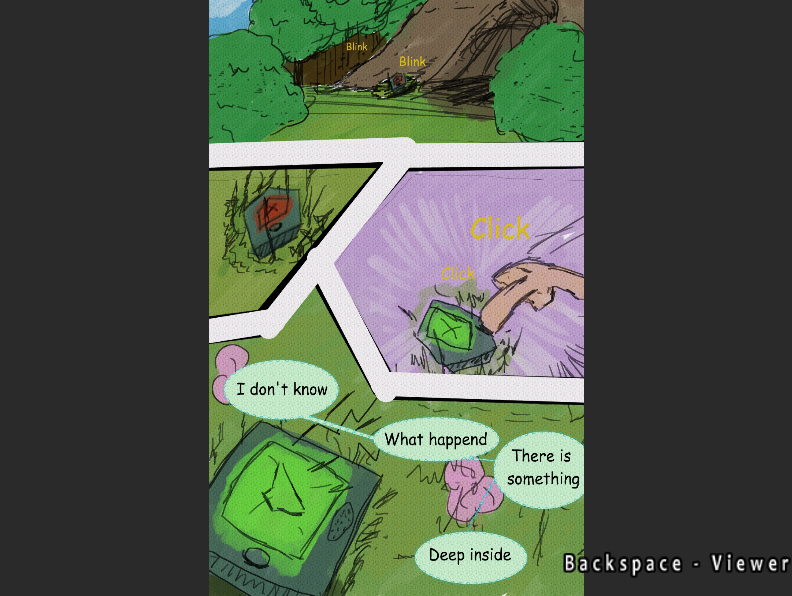 Blink
Blink
Click
Click
I don't know
What happend
There is
something
Deep inside
Backspace - Viewer